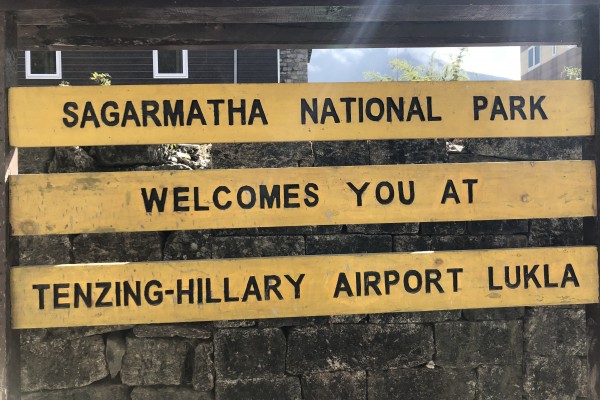 SAGARMATHA NATIONAL PARK
WELCOMES YOU AT
TENZING-HILLARY AIRPORT LUKLA